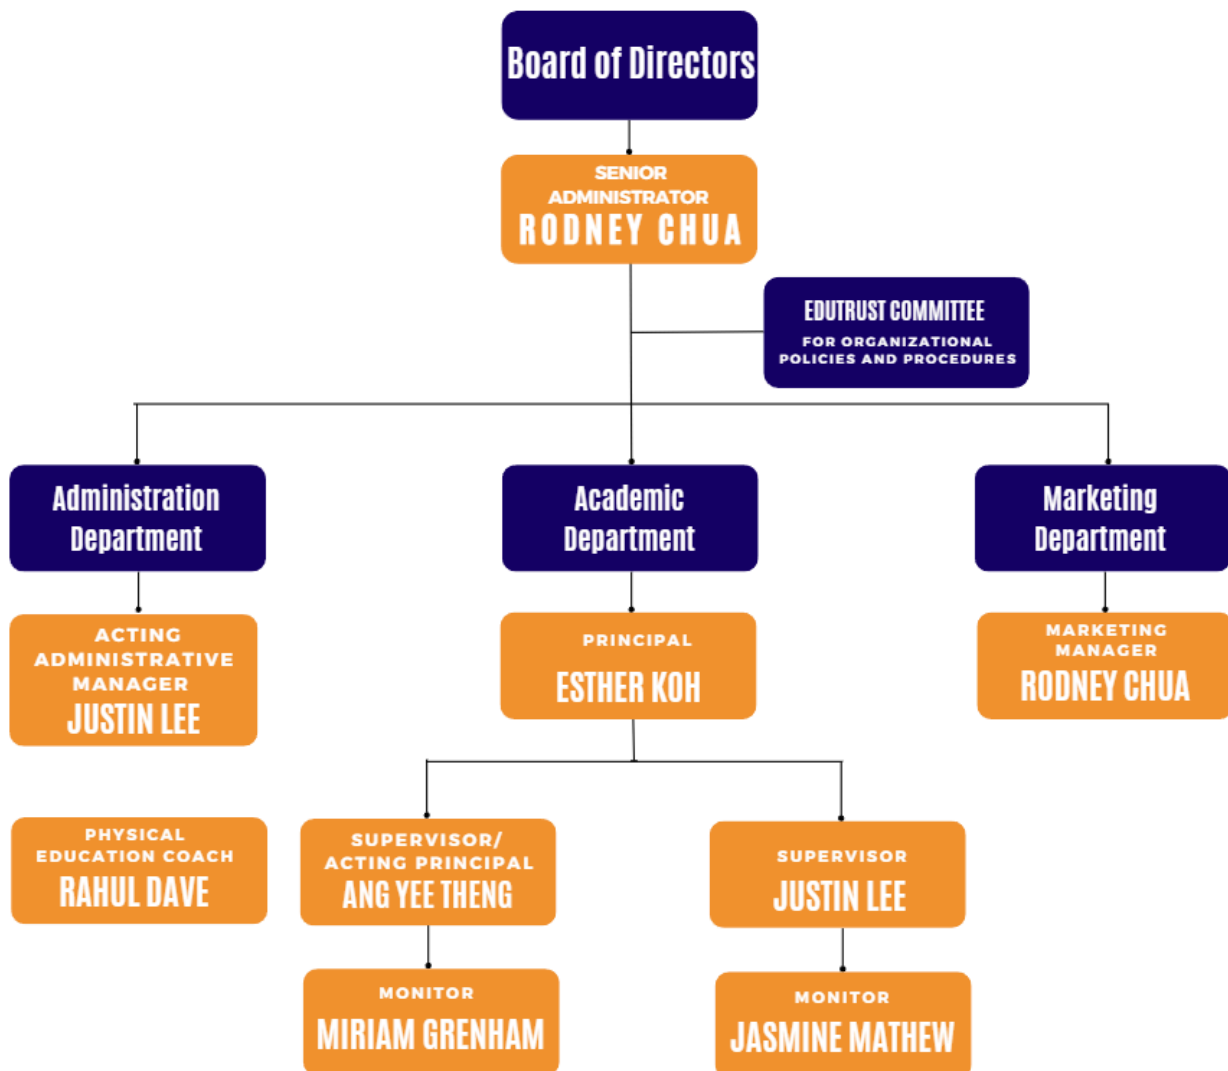 Board of Directors
SENIOR
ADMINISTRATOR
RODNEY CHUA
EDUTRUST COMMITTEE
FOR ORGANIZATIONAL
POLICIES AND PROCEDURES
Administration
Department
Academic
Department
Marketing
Department
ACTING
ADMINISTRATIVE
MANAGER
JUSTIN LEE
PRINCIPAL
ESTHER KOH
MARKETING
MANAGER
RODNEY CHUA
PHYSICAL
EDUCATION COACH
RAHUL DAVE
SUPERVISOR/
ACTING PRINCIPAL
ANG YEE THENG
SUPERVISOR
JUSTIN LEE
MONITOR
MIRIAM GRENHAM
MONITOR
JASMINE MATHEW